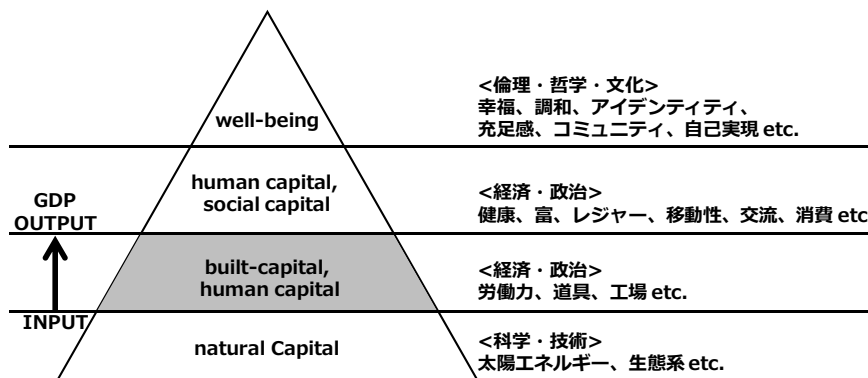 <倫理・哲学・文化>
幸福、調和、アイデンティティ、
充足感、コミュニティ、自己実現 etc.
well-being
human capital,
social capital
<経済・政治>
健康、富、レジャー、移動性、交流、消費 etc
GDP
OUTPUT
built-capital,
human capital
<経済・政治>
労働力、道具、工場 etc.
INPUT
natural Capital
<科学・技術>
太陽エネルギー、生態系 etc.